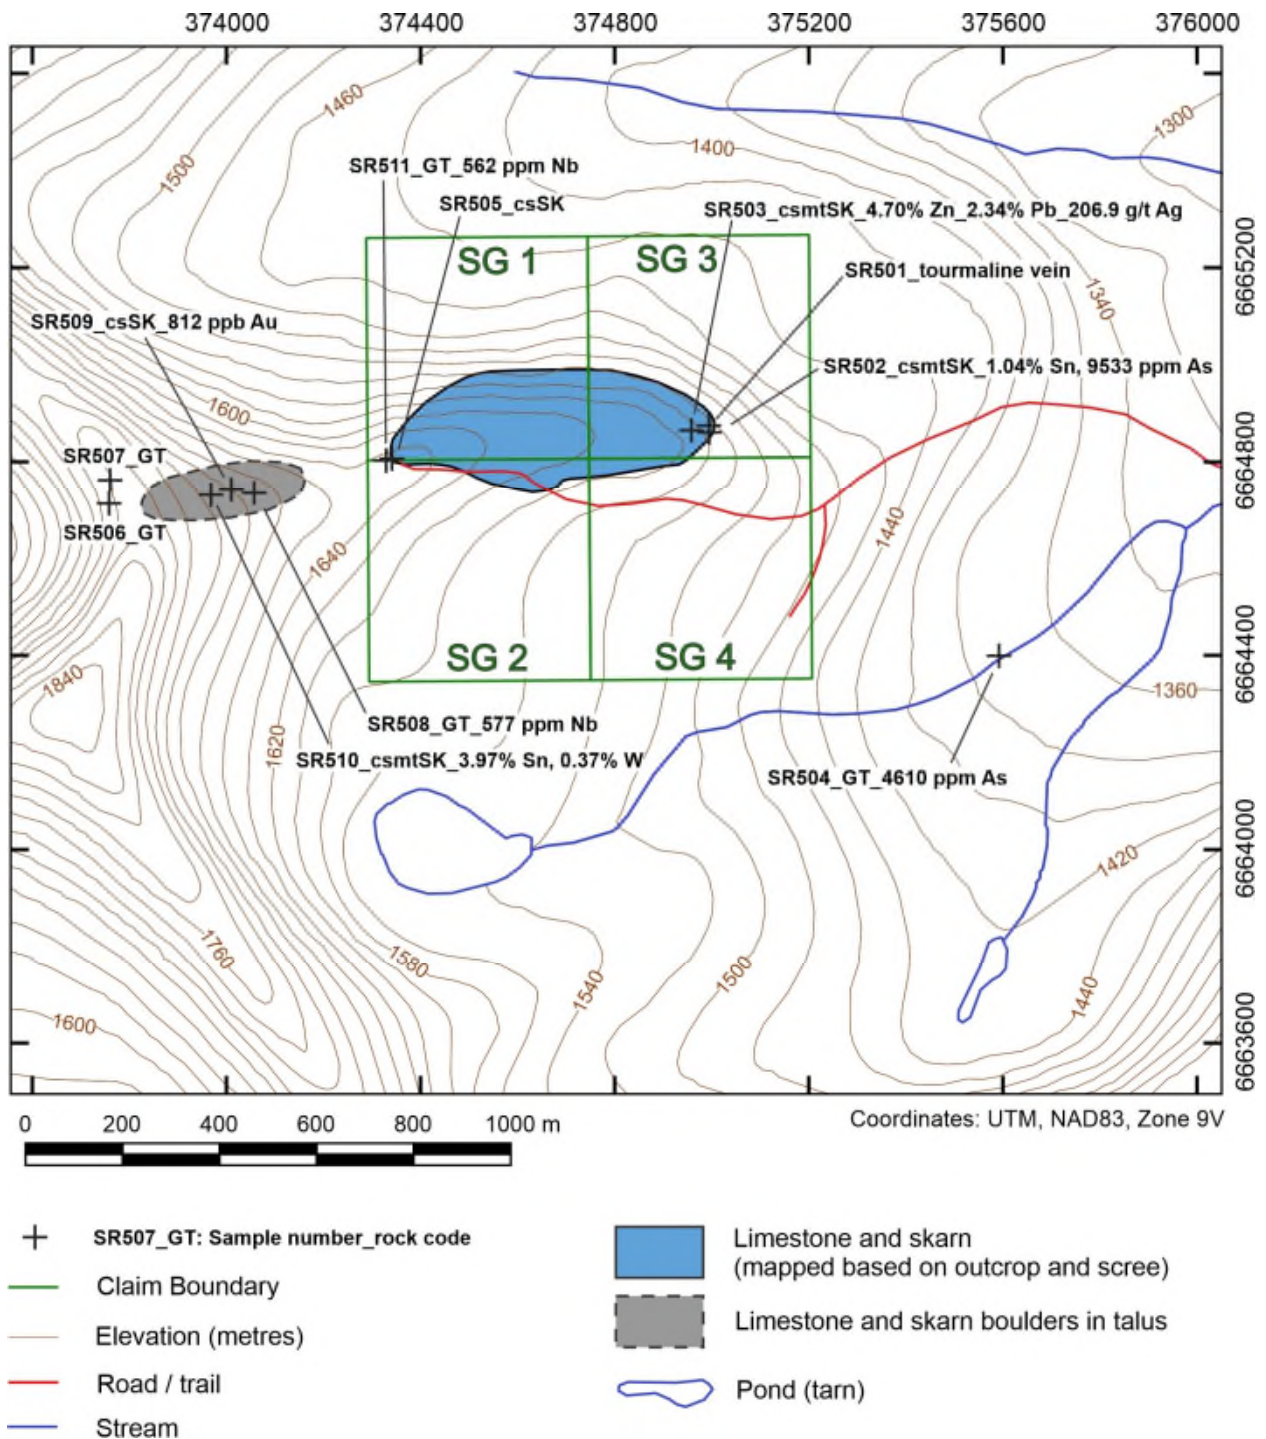 374000 374400 374800 375200 375600 376000
1460
1300
1400
1500
SR511_GT_562 ppm Nb
SR505_csSK
SR503_csmtSK_4.70% Zn_2.34% Pb_206.9 g/t Ag
6665200
SG 1
SG 3
SR501_tourmaline vein
1340
SR509_csSK_812 ppb Au
SR502_csmtSK_1.04% Sn, 9533 ppm As
1600
SR507_GT
6664800
SR506_GT
1440
1640
SG 2
SG 4
6664400
1840
1360
SR508_GT_577 ppm Nb
1620
SR510_csmtSK_3.97% Sn, 0.37% W
SR504_GT_4610 ppm As
6664000
1420
1760
1580
1500
1540
1440
1600
6663600
0 200 400 600 800 1000 m
Coordinates: UTM, NAD83, Zone 9V
SR507_GT: Sample number_rock code
Claim Boundary
Elevation (metres)
Road / trail
Stream
Limestone and skarn
(mapped based on outcrop and scree)
Limestone and skarn boulders in talus
Pond (tarn)